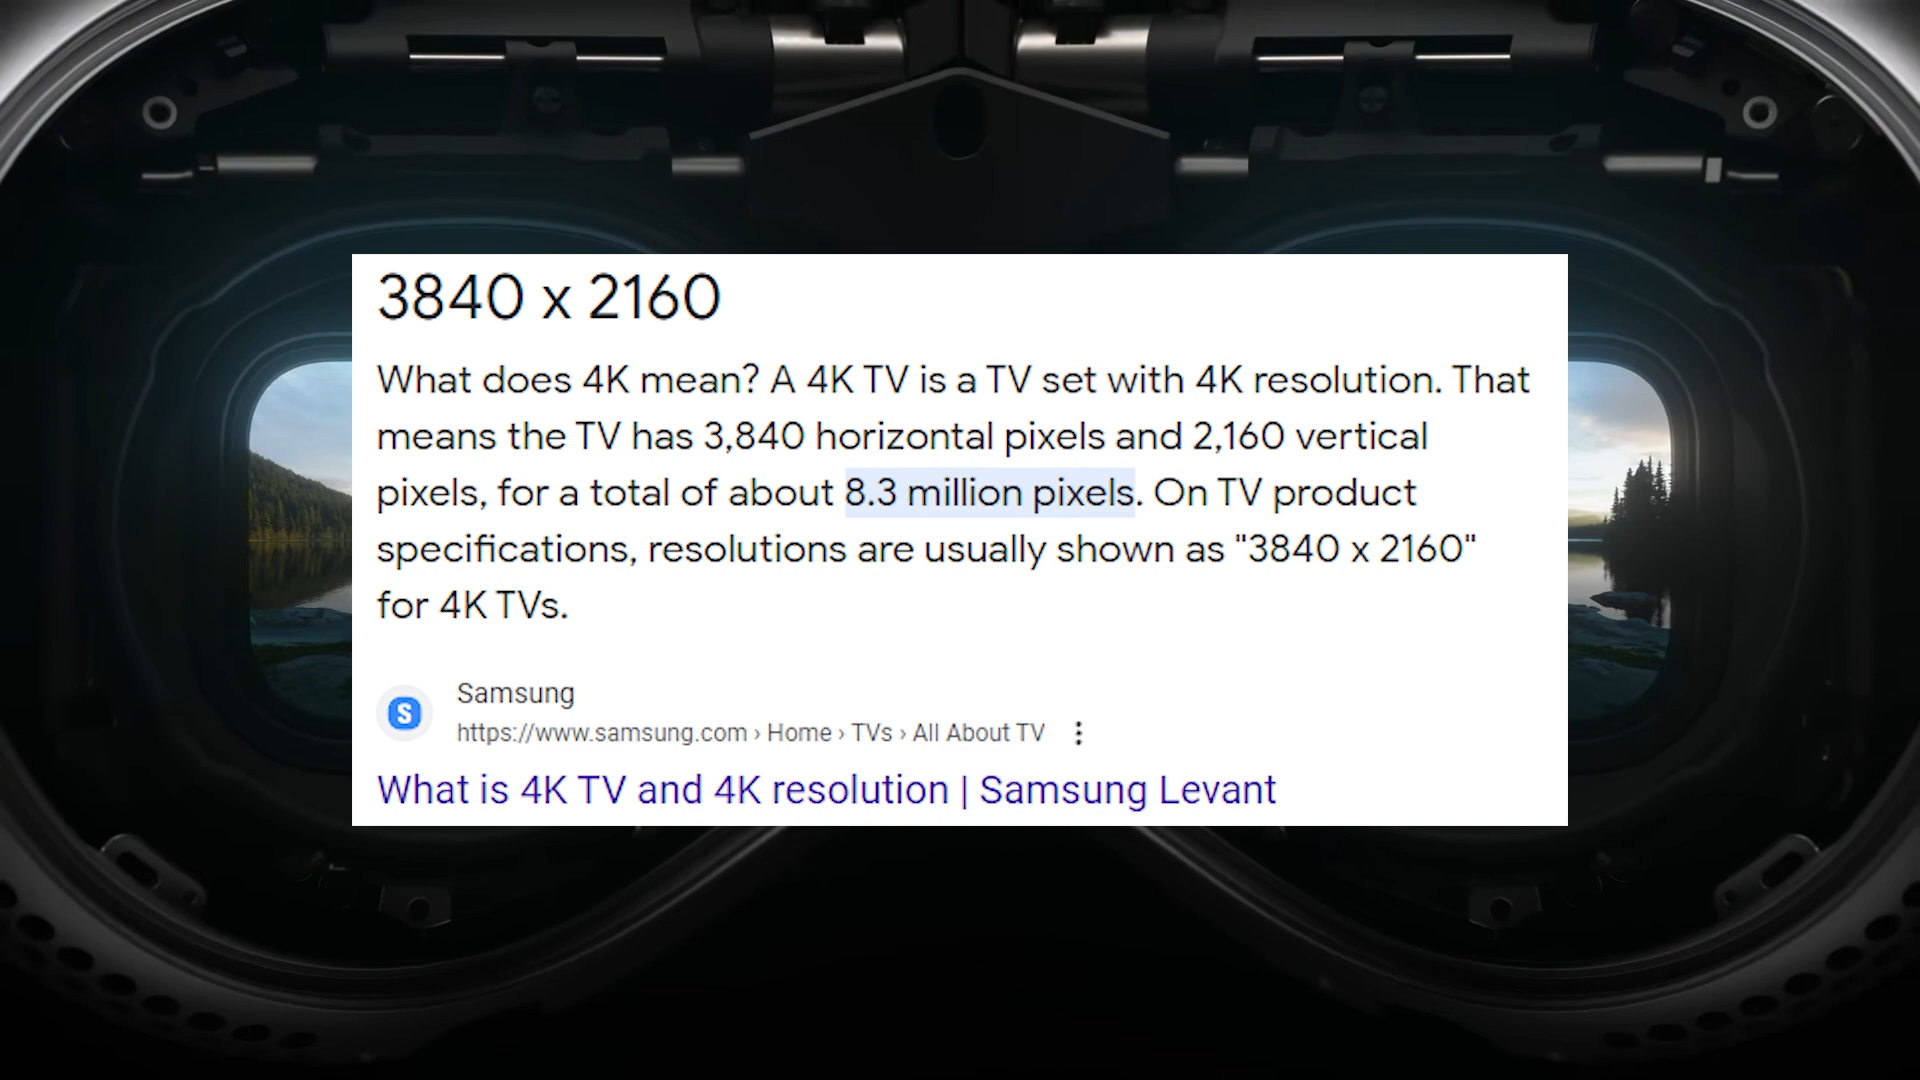 3840 x 2160
What does 4K mean? A 4K TV is a TV set with 4K resolution. That
means the TV has 3,840 horizontal pixels and 2,160 vertical
pixels, for a total of about 8.3 million pixels. On TV product
specifications, resolutions are usually shown as "3840 x 2160"
for 4K TVs.
S
Samsung
https://www.samsung.com › Home › TVs › All About TV
What is 4K TV and 4K resolution | Samsung Levant